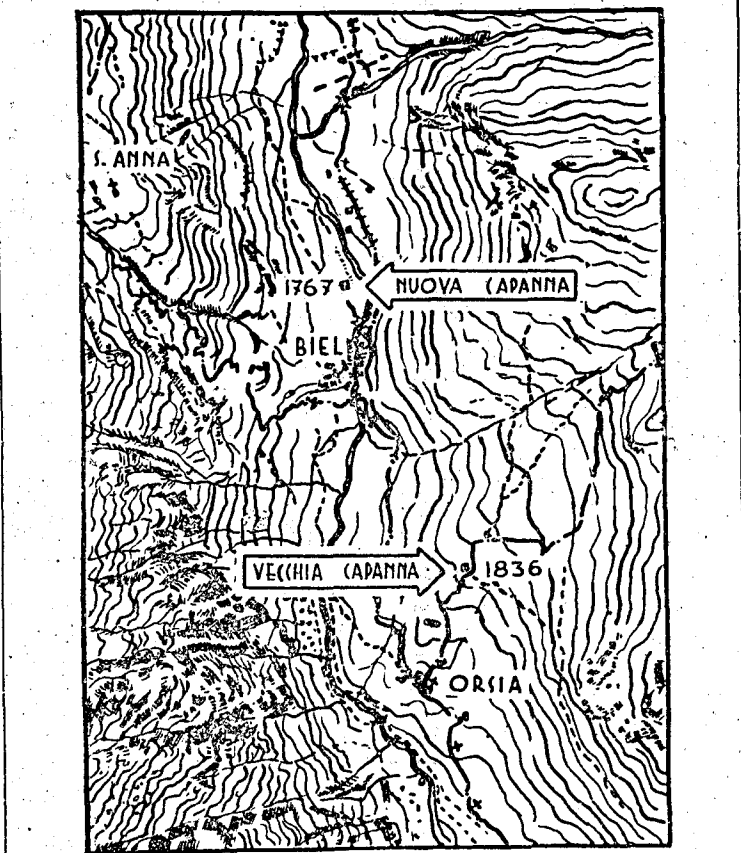 S. ANNA
1767
NUOVA CAPANNA
BIEL
VECCHIA CAPANNA
1836
ORSIA